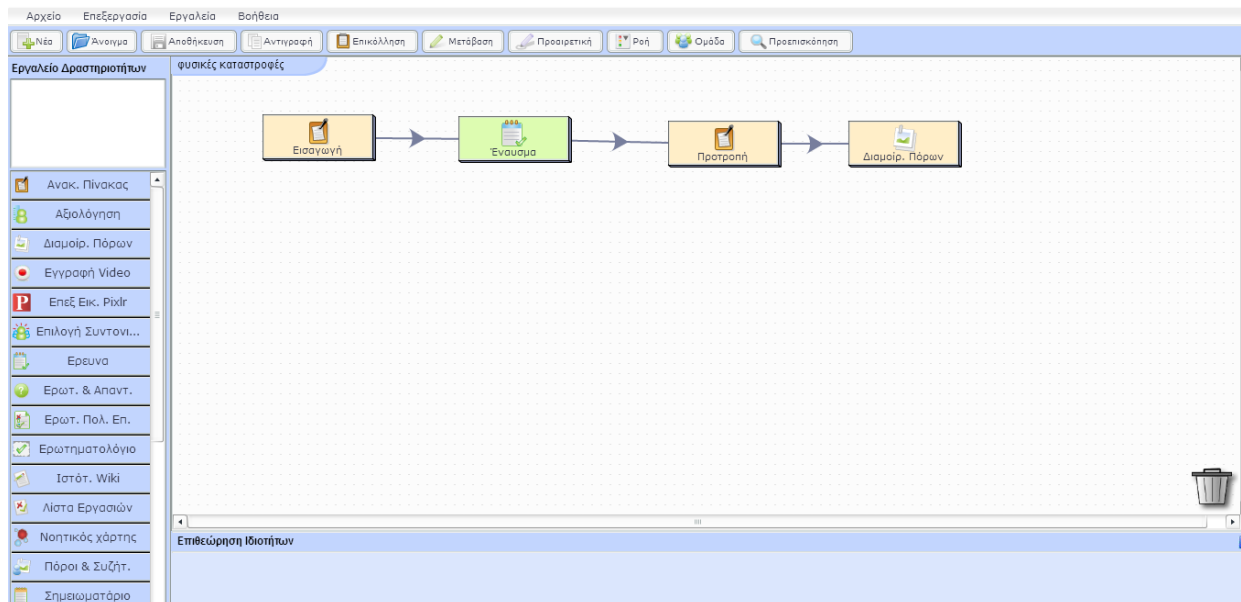 Αρχείο Επεξεργασία Εργαλεία Βοήθεια
Νέο Άνοιγμα Αποθήκευση Αντιγραφή Επικόλληση Μετάβαση Προαιρετική Ροή Ομάδα Προεπισκόπηση
Εργαλείο Δραστηριοτήτων
φυσικές καταστροφές
Εισαγωγή
Έναυσμα
Προτροπή
Διαμοίρ. Πόρων
Ανακ. Πίνακας
Αξιολόγηση
Διαμοίρ. Πόρων
Εγγραφή Video
Επεξ Εικ. Pixlr
Επιλογή Συντονι...
Ερευνα
Ερωτ. & Απαντ.
Ερωτ. Πολ. Επ.
Ερωτηματολόγιο
Ιστότ. Wiki
Λίστα Εργασιών
Νοητικός χάρτης
Πόροι & Συζήτ.
Σημειωματάριο
Επιθεώρηση Ιδιοτήτων